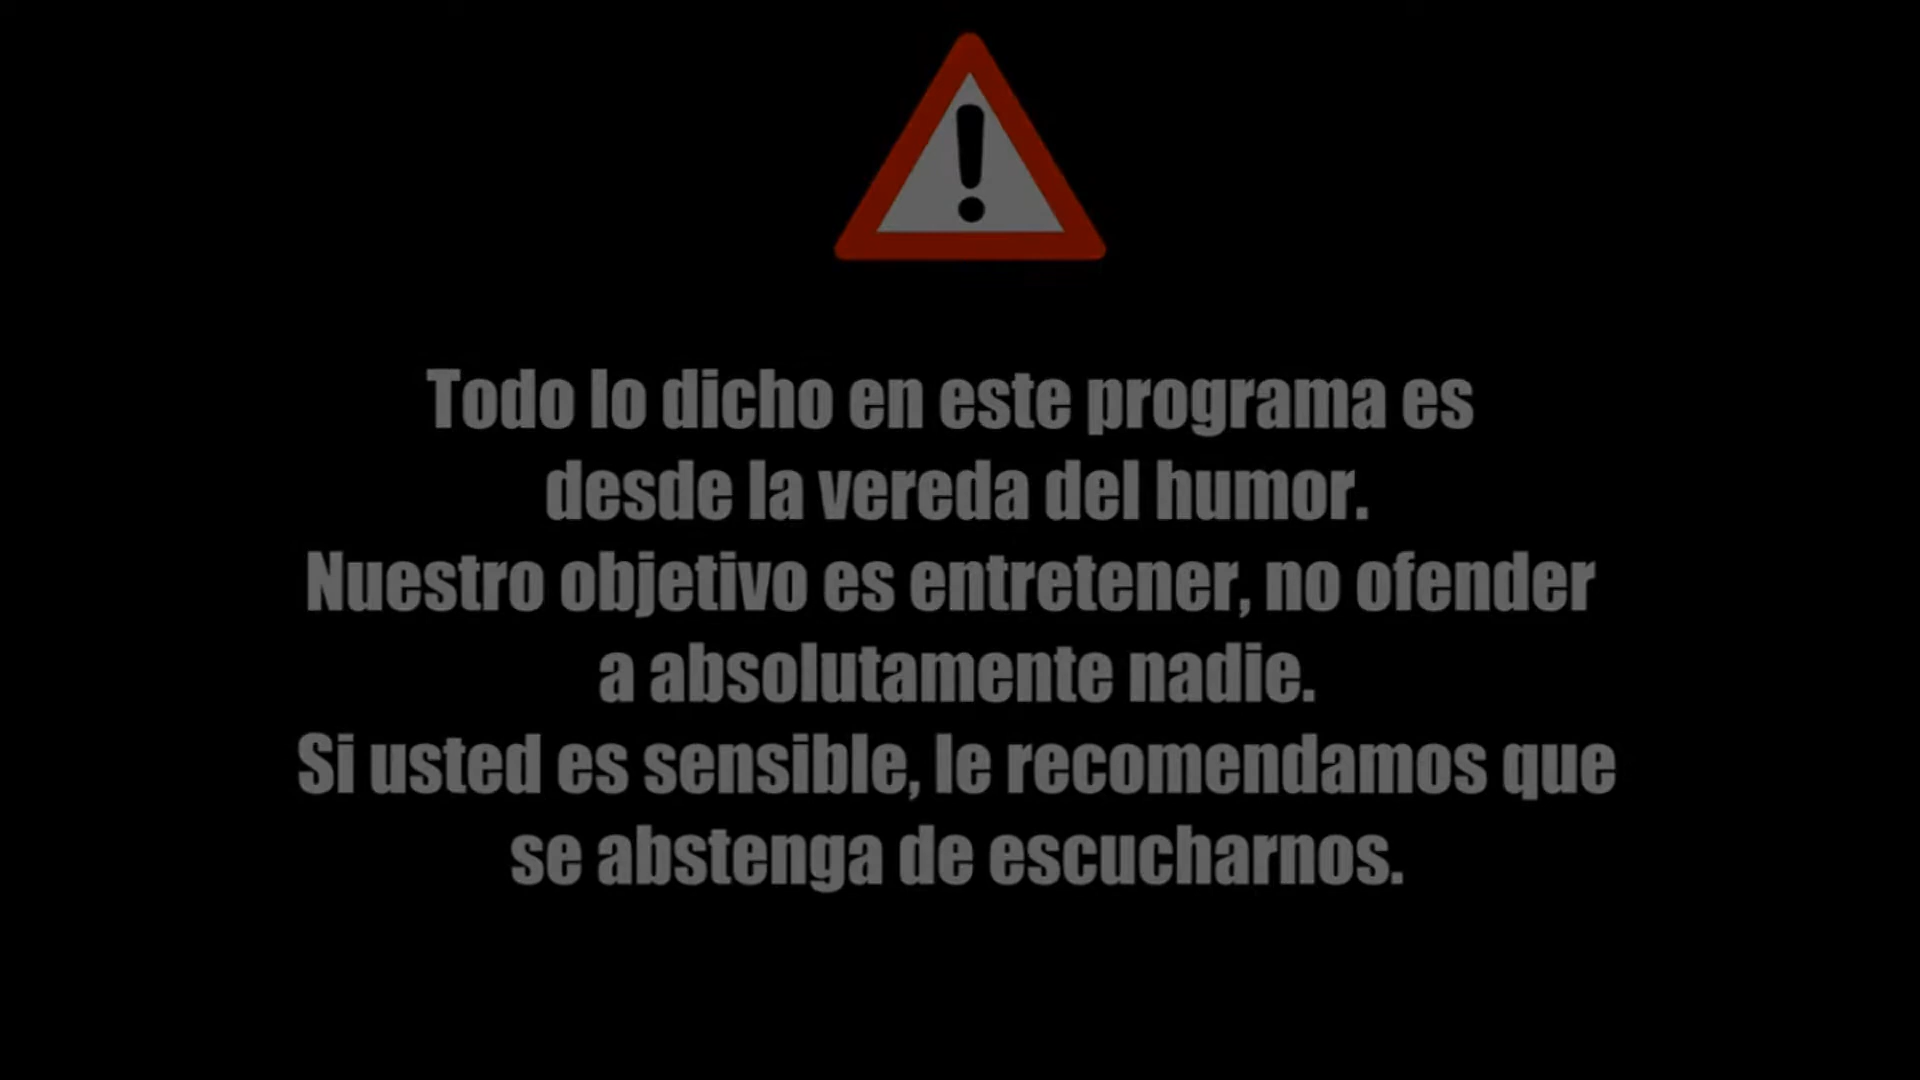 Todo lo dicho en este programa es
desde la vereda del humor.
Nuestro objetivo es entretener, no ofender
a absolutamente nadie.
Si usted es sensible, le recomendamos que
se abstenga de escucharnos.